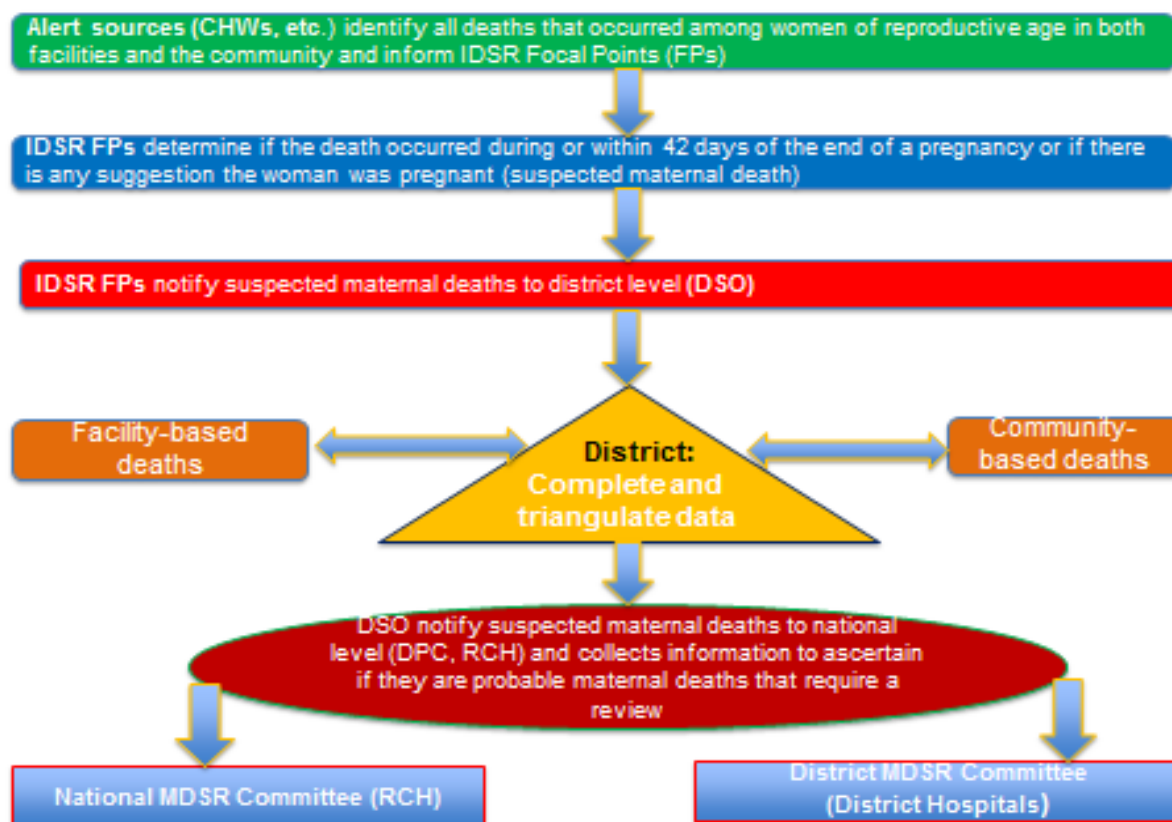 Alert sources (CHWs, etc.) identify all deaths that occurred among women of reproductive age in both
facilities and the community and inform IDSR Focal Points (FPs)
IDSR FPs determine if the death occurred during or within 42 days of the end of a pregnancy or if there
is any suggestion the woman was pregnant (suspected maternal death)
IDSR FPs notify suspected maternal deaths to district level (DSO)
Facility-based
deaths
District:
Complete and
triangulate data
Community-
based deaths
DSO notify suspected maternal deaths to national
level (DPC, RCH) and collects information to ascertain
if they are probable maternal deaths that require a
review
National MDSR Committee (RCH)
District MDSR Committee
(District Hospitals)